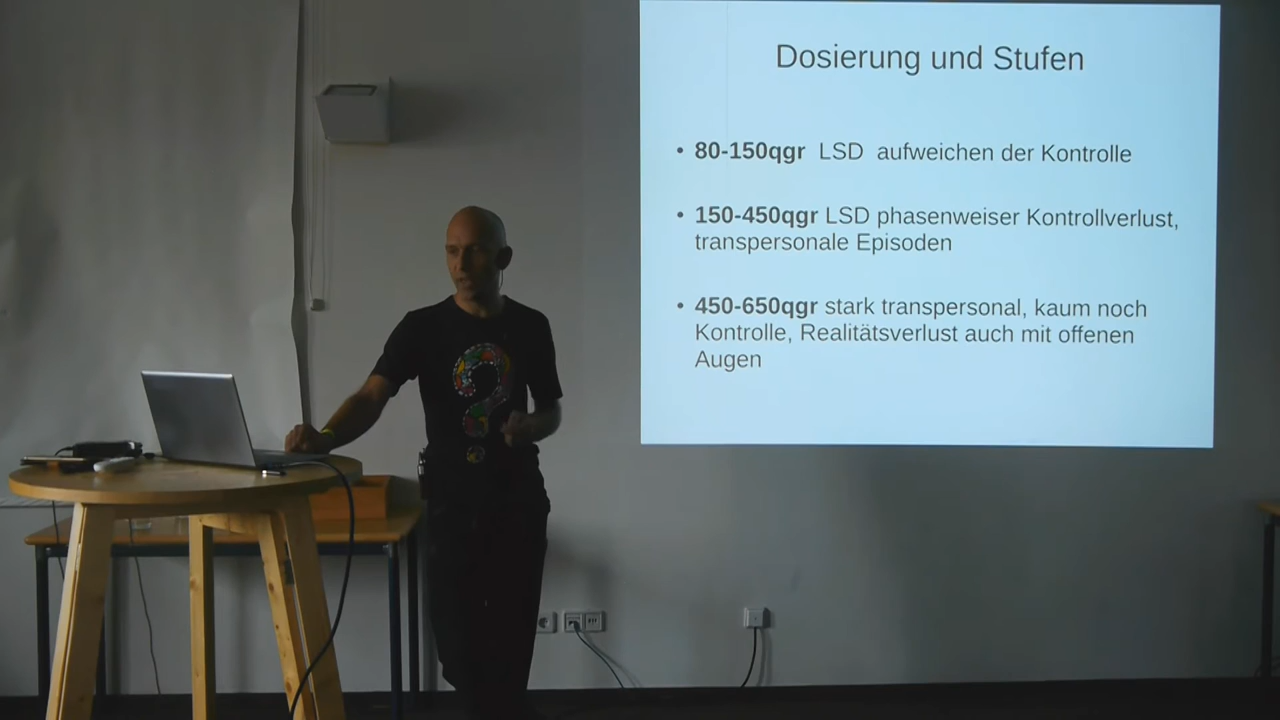 Dosierung und Stufen
• 80-150qgr LSD aufweichen der Kontrolle
• 150-450qgr LSD phasenweiser Kontrollverlust,
transpersonale Episoden
• 450-650qgr stark transpersonal, kaum noch
Kontrolle, Realitätsverlust auch mit offenen
Augen